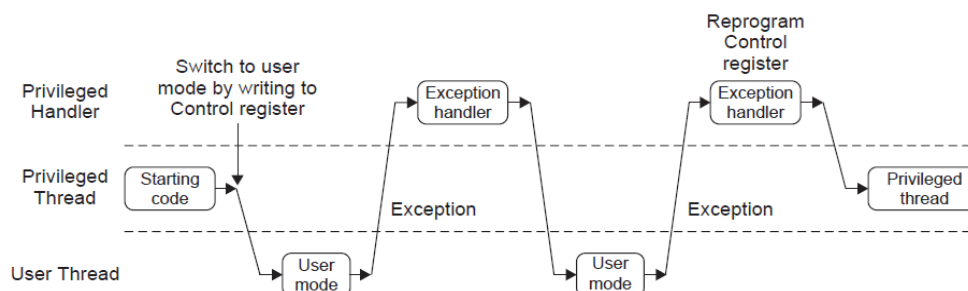 Reprogram
Control
register
Switch to user
mode by writing to
Control register
Privileged
Handler
Exception
handler
Exception
handler
Privileged
Thread
Starting
code
Privileged
thread
Exception
Exception
User Thread
User
mode
User
mode